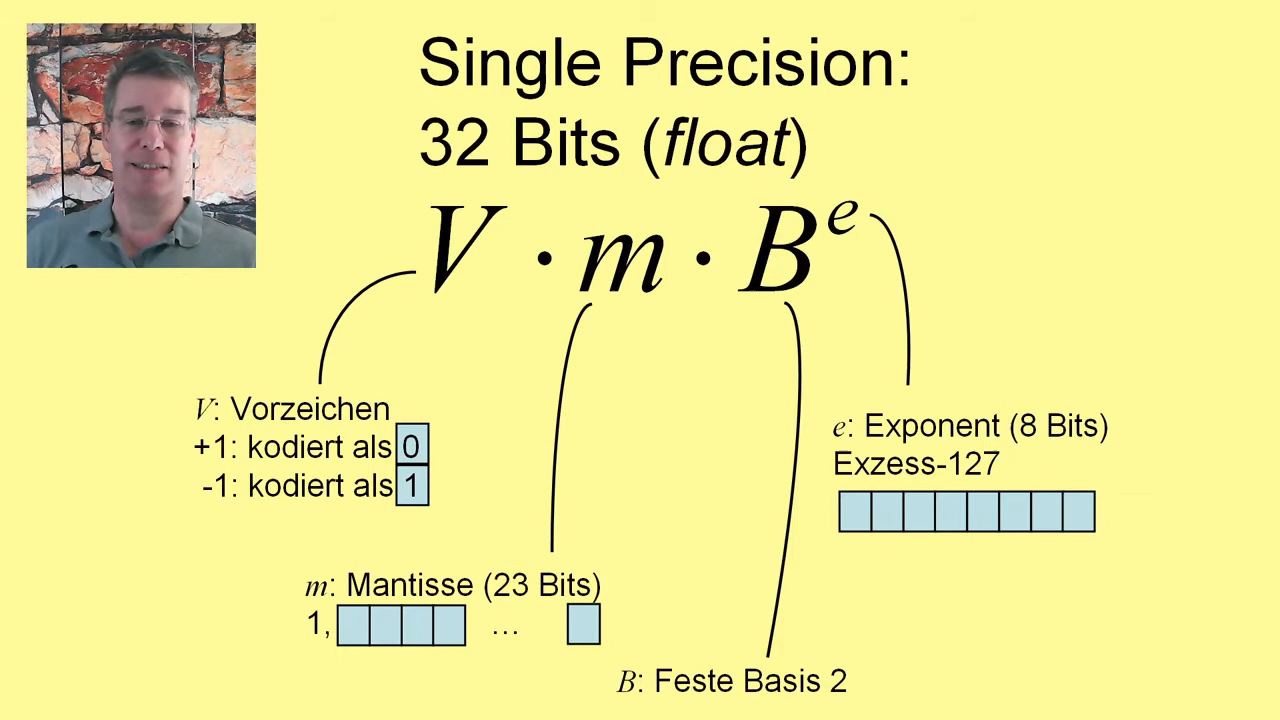 Single Precision:
32 Bits (float)
V · m · Bᵉ
V: Vorzeichen
+1: kodiert als 0
-1: kodiert als 1
e: Exponent (8 Bits)
Exzess-127
m: Mantisse (23 Bits)
1, …
B: Feste Basis 2